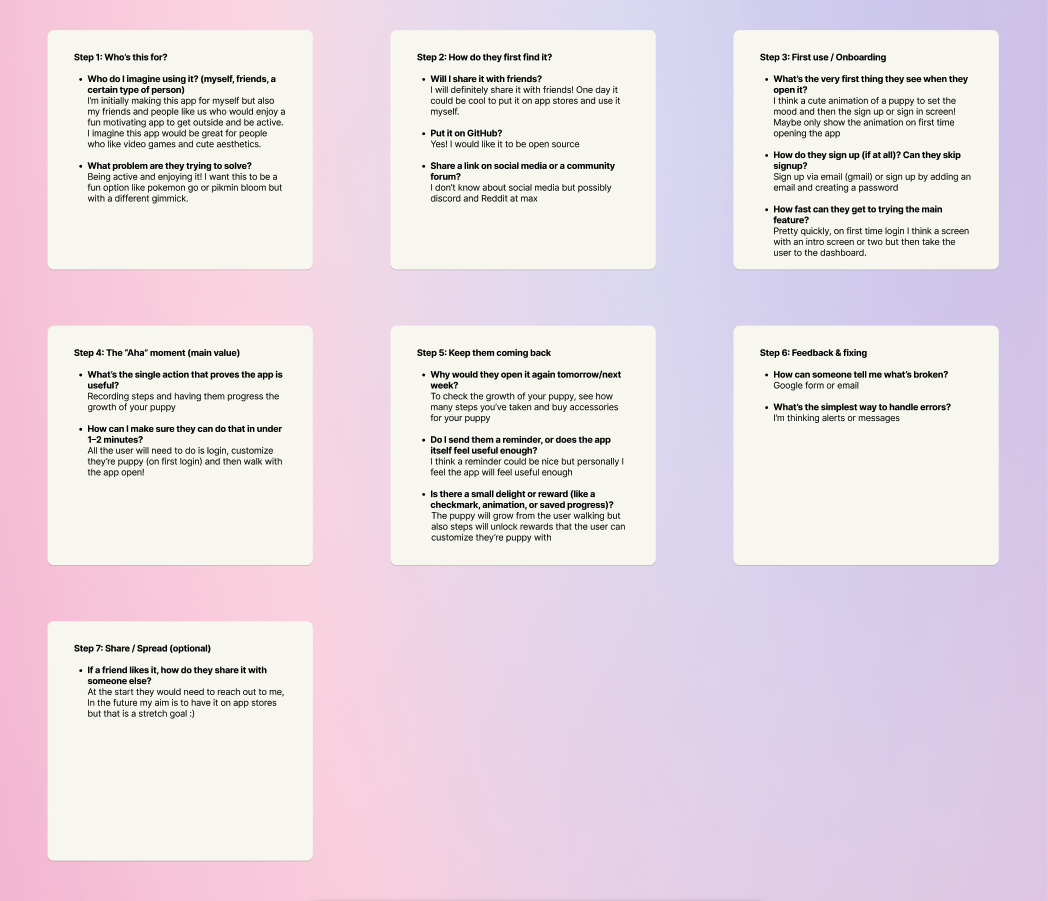 Step 1: Who's this for?
• Who do I imagine using it? (myself, friends, a
certain type of person)
I'm initially making this app for myself but also
my friends and people like us who would enjoy a
fun motivating app to get outside and be active.
I imagine this app would be great for people
who like video games and cute aesthetics.
• What problem are they trying to solve?
Being active and enjoying it! I want this to be a
fun option like pokemon go or pikmin bloom but
with a different gimmick.
Step 2: How do they first find it?
• Will I share it with friends?
I will definitely share it with friends! One day it
could be cool to put it on app stores and use it
myself.
• Put it on GitHub?
Yes! I would like it to be open source
• Share a link on social media or a community
forum?
I don't know about social media but possibly
discord and Reddit at max
Step 3: First use / Onboarding
• What's the very first thing they see when they
open it?
I think a cute animation of a puppy to set the
mood and then the sign up or sign in screen!
Maybe only show the animation on first time
opening the app
• How do they sign up (if at all)? Can they skip
signup?
Sign up via email (gmail) or sign up by adding an
email and creating a password
• How fast can they get to trying the main
feature?
Pretty quickly, on first time login I think a screen
with an intro screen or two but then take the
user to the dashboard.
Step 4: The "Aha" moment (main value)
• What's the single action that proves the app is
useful?
Recording steps and having them progress the
growth of your puppy
• How can I make sure they can do that in under
1–2 minutes?
All the user will need to do is login, customize
they're puppy (on first login) and then walk with
the app open!
Step 5: Keep them coming back
• Why would they open it again tomorrow/next
week?
To check the growth of your puppy, see how
many steps you've taken and buy accessories
for your puppy
• Do I send them a reminder, or does the app
itself feel useful enough?
I think a reminder could be nice but personally I
feel the app will feel useful enough
• Is there a small delight or reward (like a
checkmark, animation, or saved progress)?
The puppy will grow from the user walking but
also steps will unlock rewards that the user can
customize they're puppy with
Step 6: Feedback & fixing
• How can someone tell me what's broken?
Google form or email
• What's the simplest way to handle errors?
I'm thinking alerts or messages
Step 7: Share / Spread (optional)
• If a friend likes it, how do they share it with
someone else?
At the start they would need to reach out to me,
In the future my aim is to have it on app stores
but that is a stretch goal :)